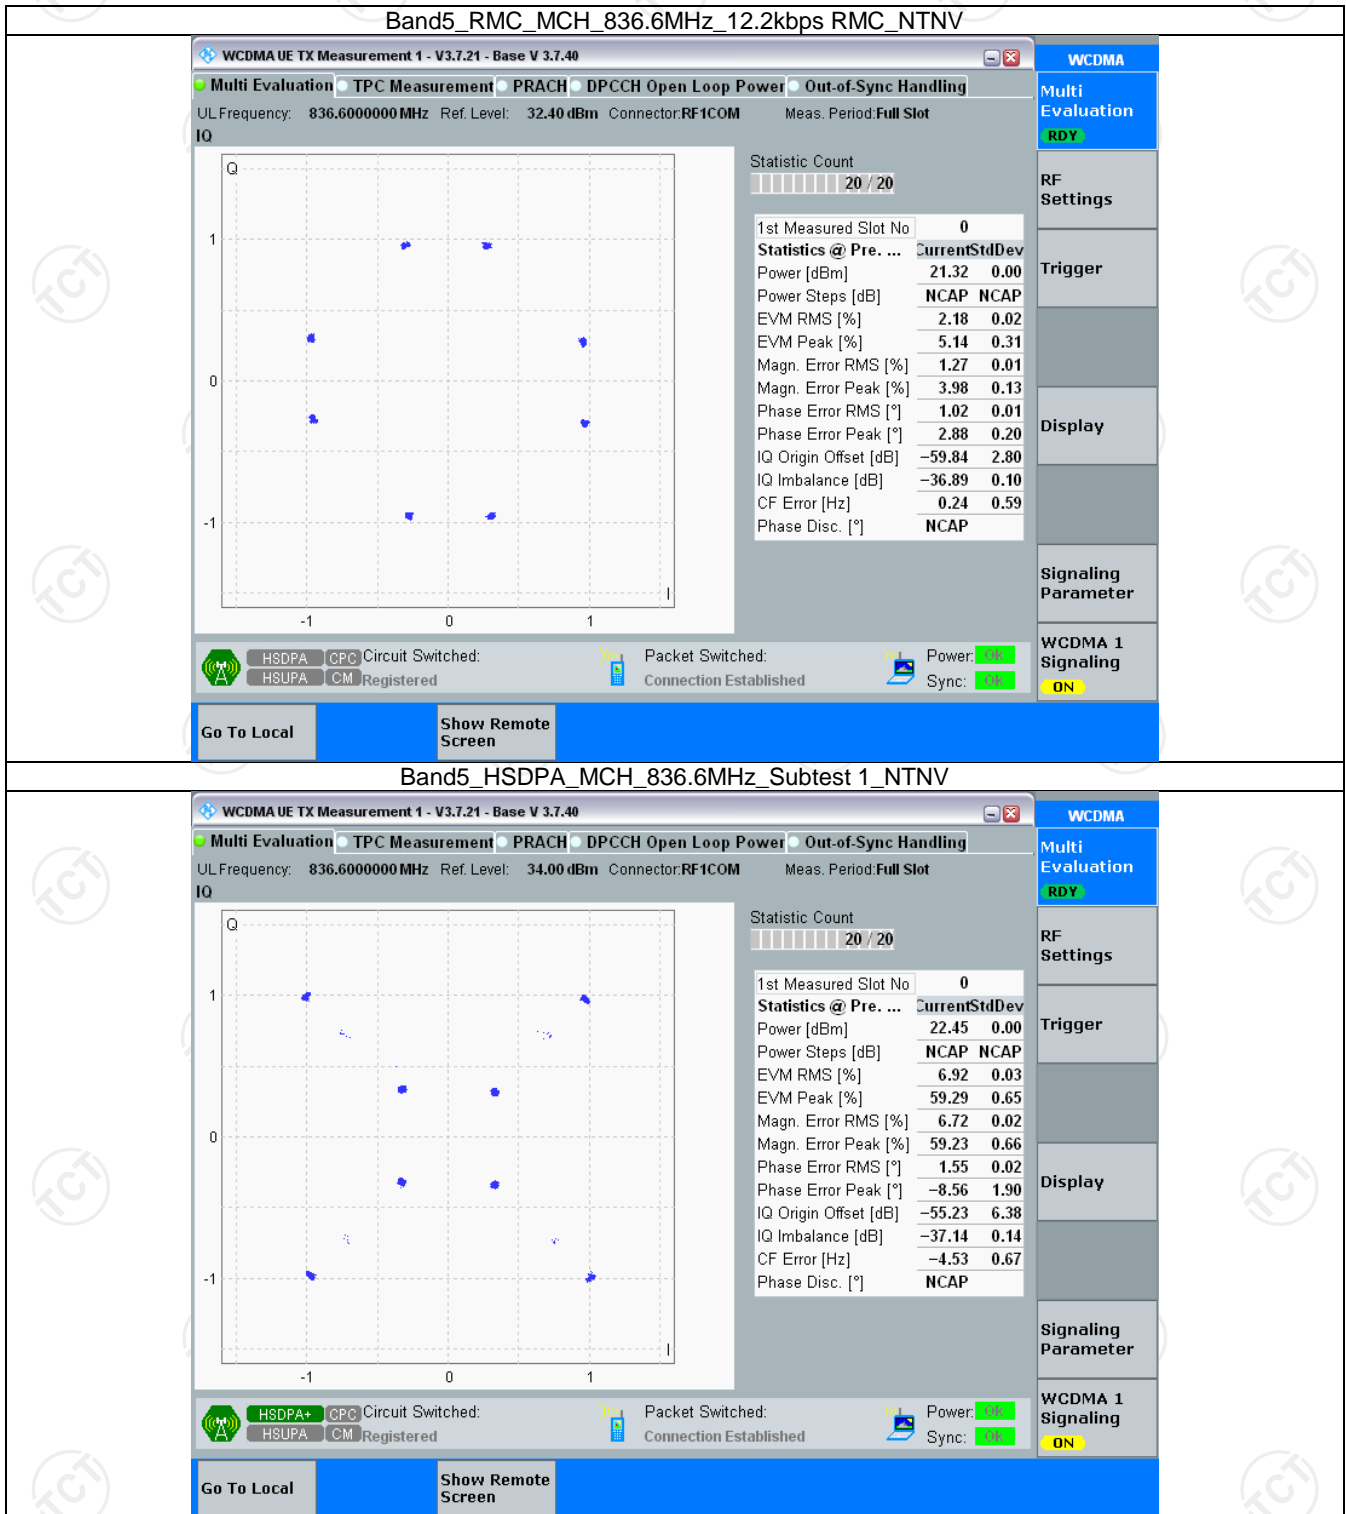 Band5_RMC_MCH_836.6MHz_12.2kbps RMC_NTNV
WCDMA UE TX Measurement 1 - V3.7.21 - Base V 3.7.40
WCDMA
Multi Evaluation TPC Measurement PRACH DPCCH Open Loop Power Out-of-Sync Handling
Multi
Evaluation
RDY
UL Frequency: 836.6000000 MHz Ref. Level: 32.40 dBm Connector:RF1COM Meas. Period:Full Slot
IQ
Q
1
0
-1
-1 0 1
I
Statistic Count
20 / 20
1st Measured Slot No 0
Statistics @ Pre. ... CurrentStdDev
Power [dBm] 21.32 0.00
Power Steps [dB] NCAP NCAP
EVM RMS [%] 2.18 0.02
EVM Peak [%] 5.14 0.31
Magn. Error RMS [%] 1.27 0.01
Magn. Error Peak [%] 3.98 0.13
Phase Error RMS [°] 1.02 0.01
Phase Error Peak [°] 2.88 0.20
IQ Origin Offset [dB] −59.84 2.80
IQ Imbalance [dB] −36.89 0.10
CF Error [Hz] 0.24 0.59
Phase Disc. [°] NCAP
RF
Settings
Trigger
Display
Signaling
Parameter
WCDMA 1
Signaling
ON
HSDPA CPC Circuit Switched: Packet Switched: Power: Ok
HSUPA CM Registered Connection Established Sync: Ok
Go To Local
Show Remote
Screen
Band5_HSDPA_MCH_836.6MHz_Subtest 1_NTNV
WCDMA UE TX Measurement 1 - V3.7.21 - Base V 3.7.40
WCDMA
Multi Evaluation TPC Measurement PRACH DPCCH Open Loop Power Out-of-Sync Handling
Multi
Evaluation
RDY
UL Frequency: 836.6000000 MHz Ref. Level: 34.00 dBm Connector:RF1COM Meas. Period:Full Slot
IQ
Q
1
0
-1
-1 0 1
I
Statistic Count
20 / 20
1st Measured Slot No 0
Statistics @ Pre. ... CurrentStdDev
Power [dBm] 22.45 0.00
Power Steps [dB] NCAP NCAP
EVM RMS [%] 6.92 0.03
EVM Peak [%] 59.29 0.65
Magn. Error RMS [%] 6.72 0.02
Magn. Error Peak [%] 59.23 0.66
Phase Error RMS [°] 1.55 0.02
Phase Error Peak [°] −8.56 1.90
IQ Origin Offset [dB] −55.23 6.38
IQ Imbalance [dB] −37.14 0.14
CF Error [Hz] −4.53 0.67
Phase Disc. [°] NCAP
RF
Settings
Trigger
Display
Signaling
Parameter
WCDMA 1
Signaling
ON
HSDPA+ CPC Circuit Switched: Packet Switched: Power: Ok
HSUPA CM Registered Connection Established Sync: Ok
Go To Local
Show Remote
Screen
TCT
TCT
TCT
TCT
TCT
TCT
TCT
TCT
TCT
TCT